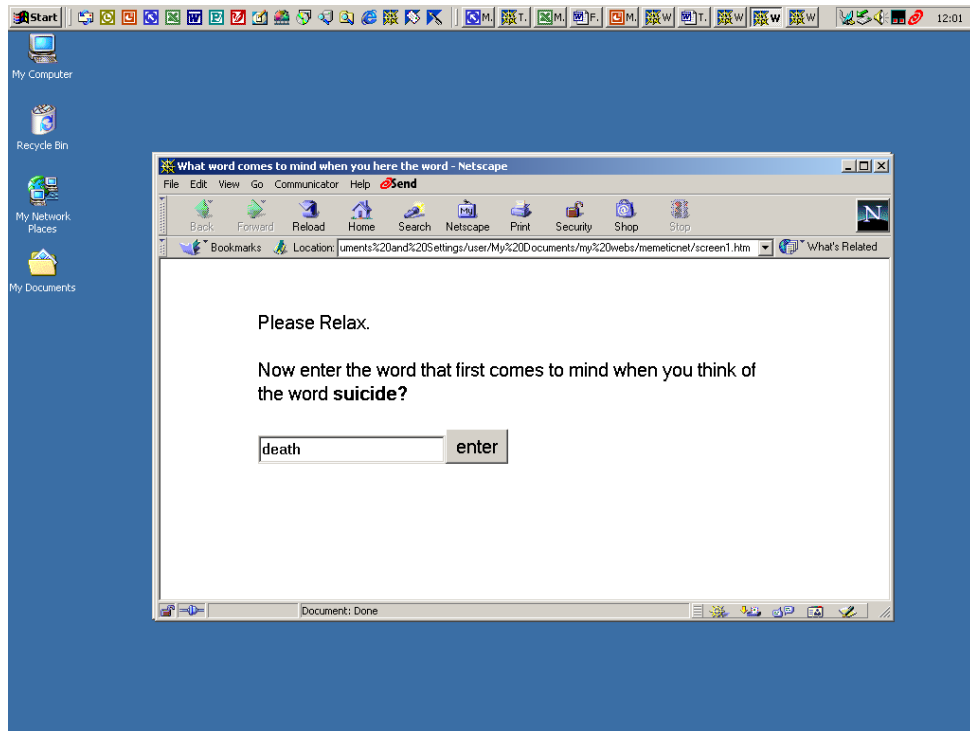 Start M. T. M. F. M. W T. W W W 12:01
My Computer
Recycle Bin
My Network
Places
My Documents
What word comes to mind when you here the word - Netscape
File Edit View Go Communicator Help Send
Back Forward Reload Home Search Netscape Print Security Shop Stop
Bookmarks Location: uments%20and%20Settings/user/My%20Documents/my%20webs/memeticnet/screen1.htm What's Related
Please Relax.
Now enter the word that first comes to mind when you think of
the word suicide?
death enter
Document: Done